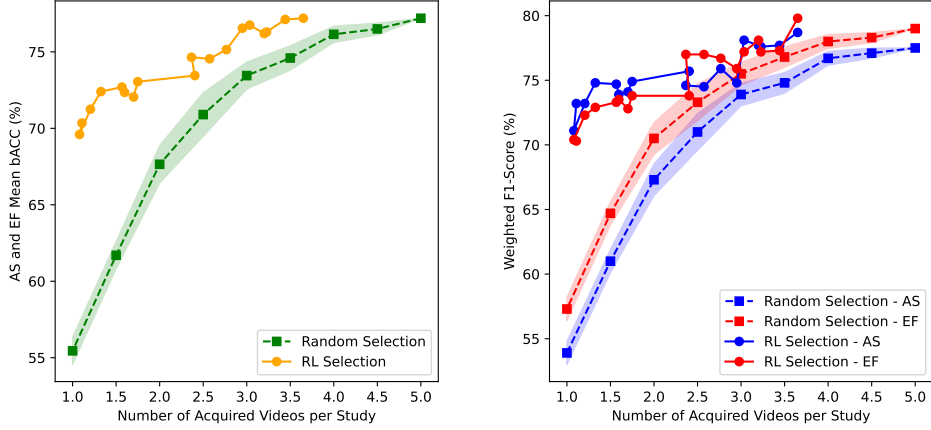 AS and EF Mean bACC (%)
75
70
65
60
55
1.0 1.5 2.0 2.5 3.0 3.5 4.0 4.5 5.0
Number of Acquired Videos per Study
Random Selection
RL Selection
Weighted F1-Score (%)
80
75
70
65
60
55
1.0 1.5 2.0 2.5 3.0 3.5 4.0 4.5 5.0
Number of Acquired Videos per Study
Random Selection - AS
Random Selection - EF
RL Selection - AS
RL Selection - EF